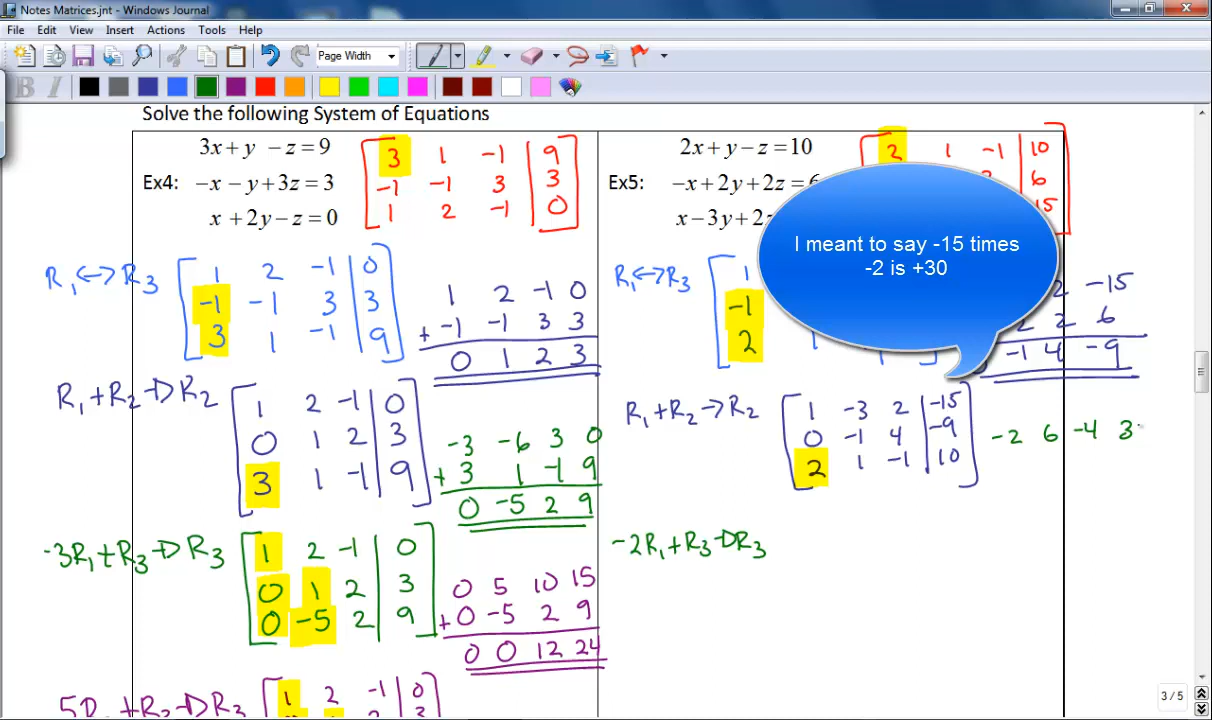 Notes Matrices.jnt - Windows Journal
File Edit View Insert Actions Tools Help
Page Width
B I
Solve the following System of Equations
3x + y - z = 9
Ex4: -x - y + 3z = 3
x + 2y - z = 0
3 1 -1 9
-1 -1 3 3
1 2 -1 0
R1 ↔ R3
1 2 -1 0
-1 -1 3 3
3 1 -1 9
1 2 -1 0
+ -1 -1 3 3
0 1 2 3
R1 + R2 → R2
1 2 -1 0
0 1 2 3
3 1 -1 9
-3 -6 3 0
+ 3 1 -1 9
0 -5 2 9
-3R1 + R3 → R3
1 2 -1 0
0 1 2 3
0 -5 2 9
0 5 10 15
+ 0 -5 2 9
0 0 12 24
1 2 -1 0
2x + y - z = 10
Ex5: -x + 2y + 2z = 6
x - 3y + 2z
2 1 -1 10
6
15
I meant to say -15 times
-2 is +30
R1 ↔ R3
1
-1
2 1
2 -15
2 2 6
-1 4 -9
R1 + R2 → R2
1 -3 2 -15
0 -1 4 -9
2 1 -1 10
-2 6 -4 3
-2R1 + R3 → R3
3 / 5